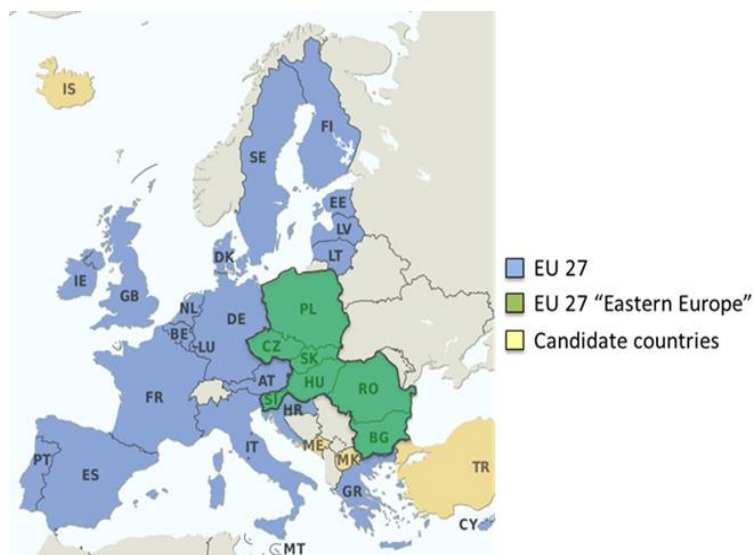 IS
FI
SE
EE
LV
LT
DK
IE
GB
NL
BE
LU
DE
PL
CZ
SK
AT
HU
RO
SI
HR
FR
IT
BG
ME
MK
PT
ES
GR
TR
CY
MT
EU 27
EU 27 “Eastern Europe”
Candidate countries